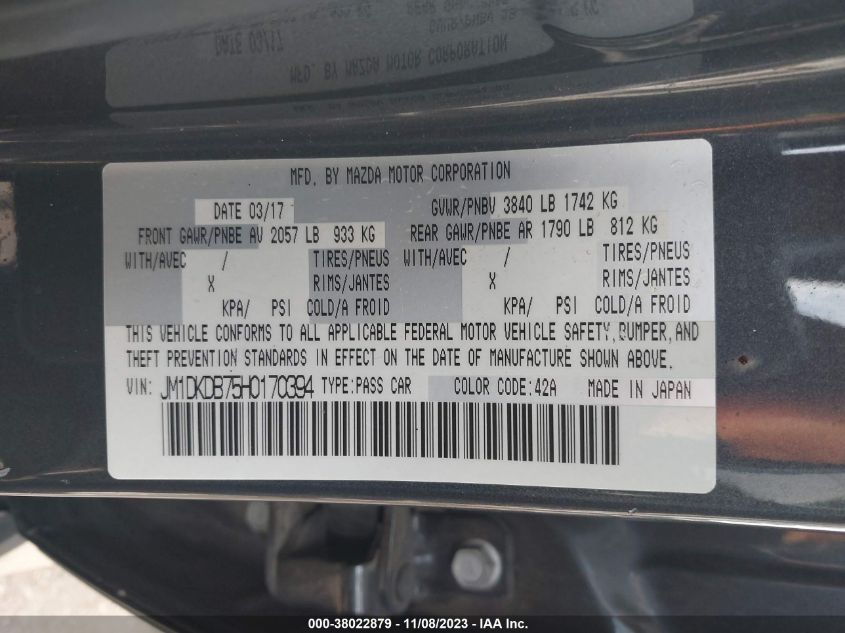 MFD. BY MAZDA MOTOR CORPORATION
DATE 03/17 GVWR/PNBV 3840 LB 1742 KG
FRONT GAWR/PNBE AV 2057 LB 933 KG REAR GAWR/PNBE AR 1790 LB 812 KG
WITH/AVEC / TIRES/PNEUS WITH/AVEC / TIRES/PNEUS
X RIMS/JANTES X RIMS/JANTES
KPA/ PSI COLD/A FROID KPA/ PSI COLD/A FROID
THIS VEHICLE CONFORMS TO ALL APPLICABLE FEDERAL MOTOR VEHICLE SAFETY, BUMPER, AND
THEFT PREVENTION STANDARDS IN EFFECT ON THE DATE OF MANUFACTURE SHOWN ABOVE.
VIN: JM1DKDB75H0170394 TYPE:PASS CAR COLOR CODE:42A MADE IN JAPAN
000-38022879 - 11/08/2023 - IAA Inc.